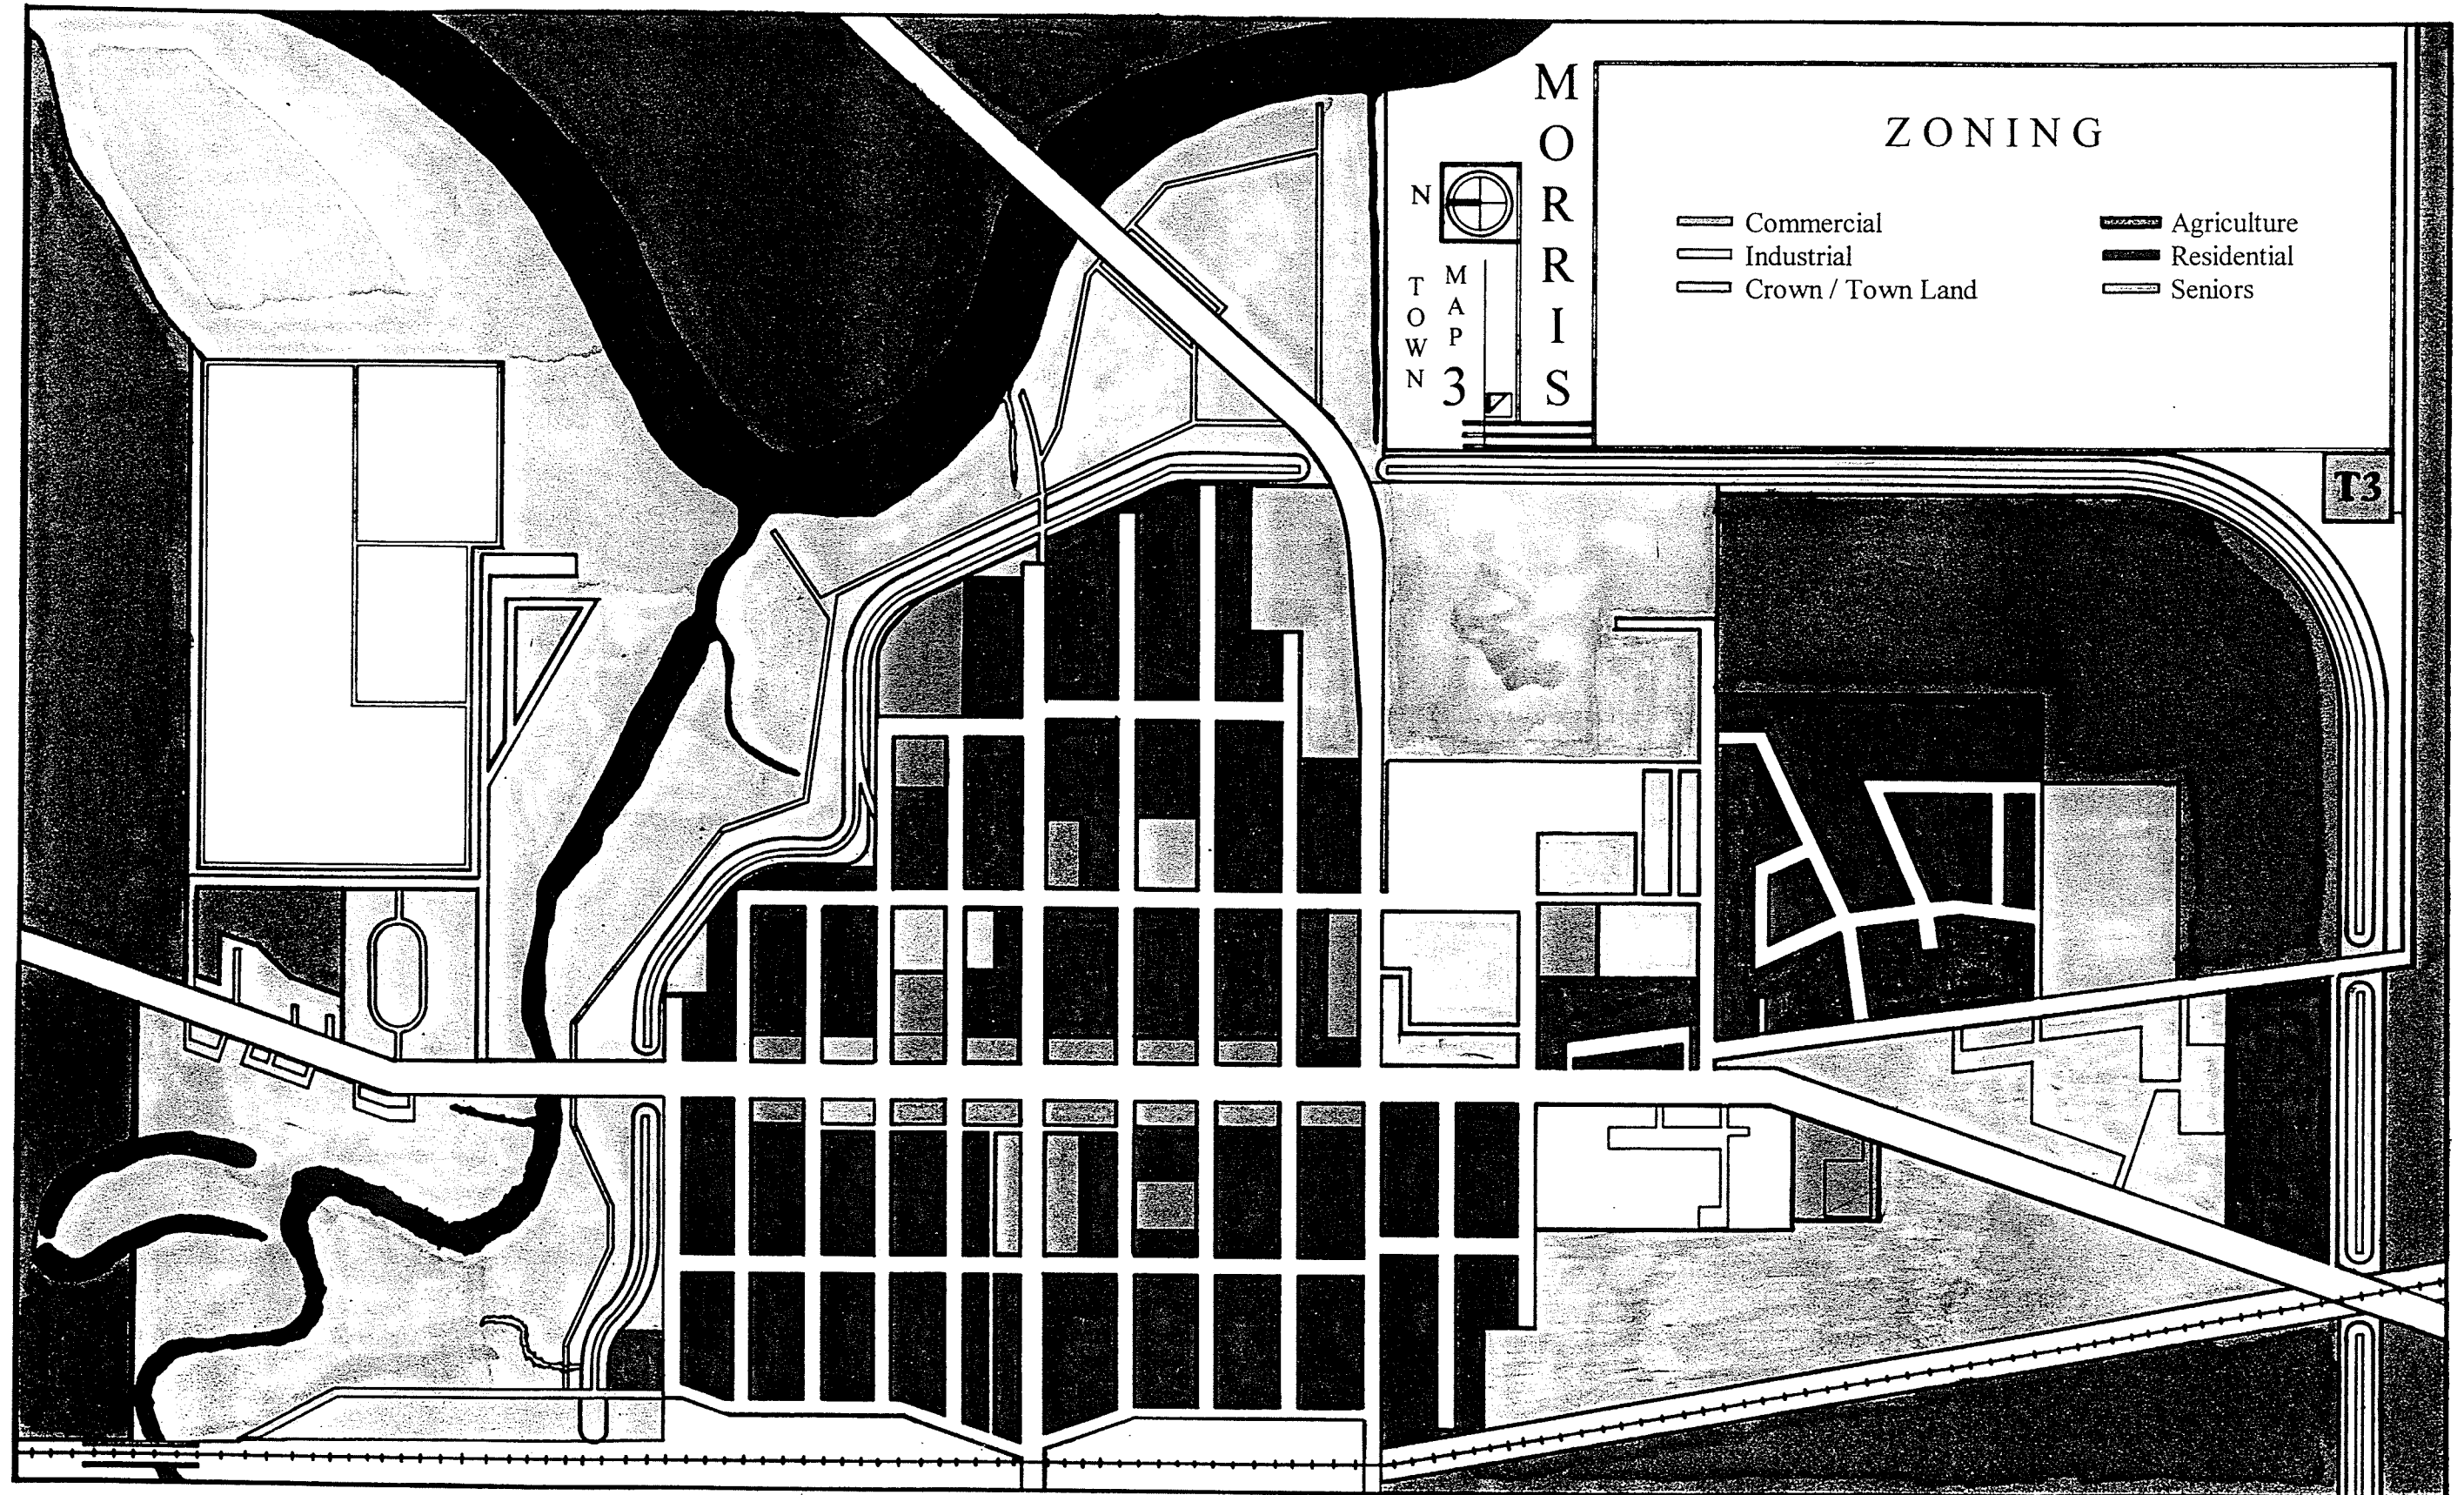 MORRIS
TOWN
MAP
3
N
ZONING
Commercial
Industrial
Crown / Town Land
Agriculture
Residential
Seniors
T3